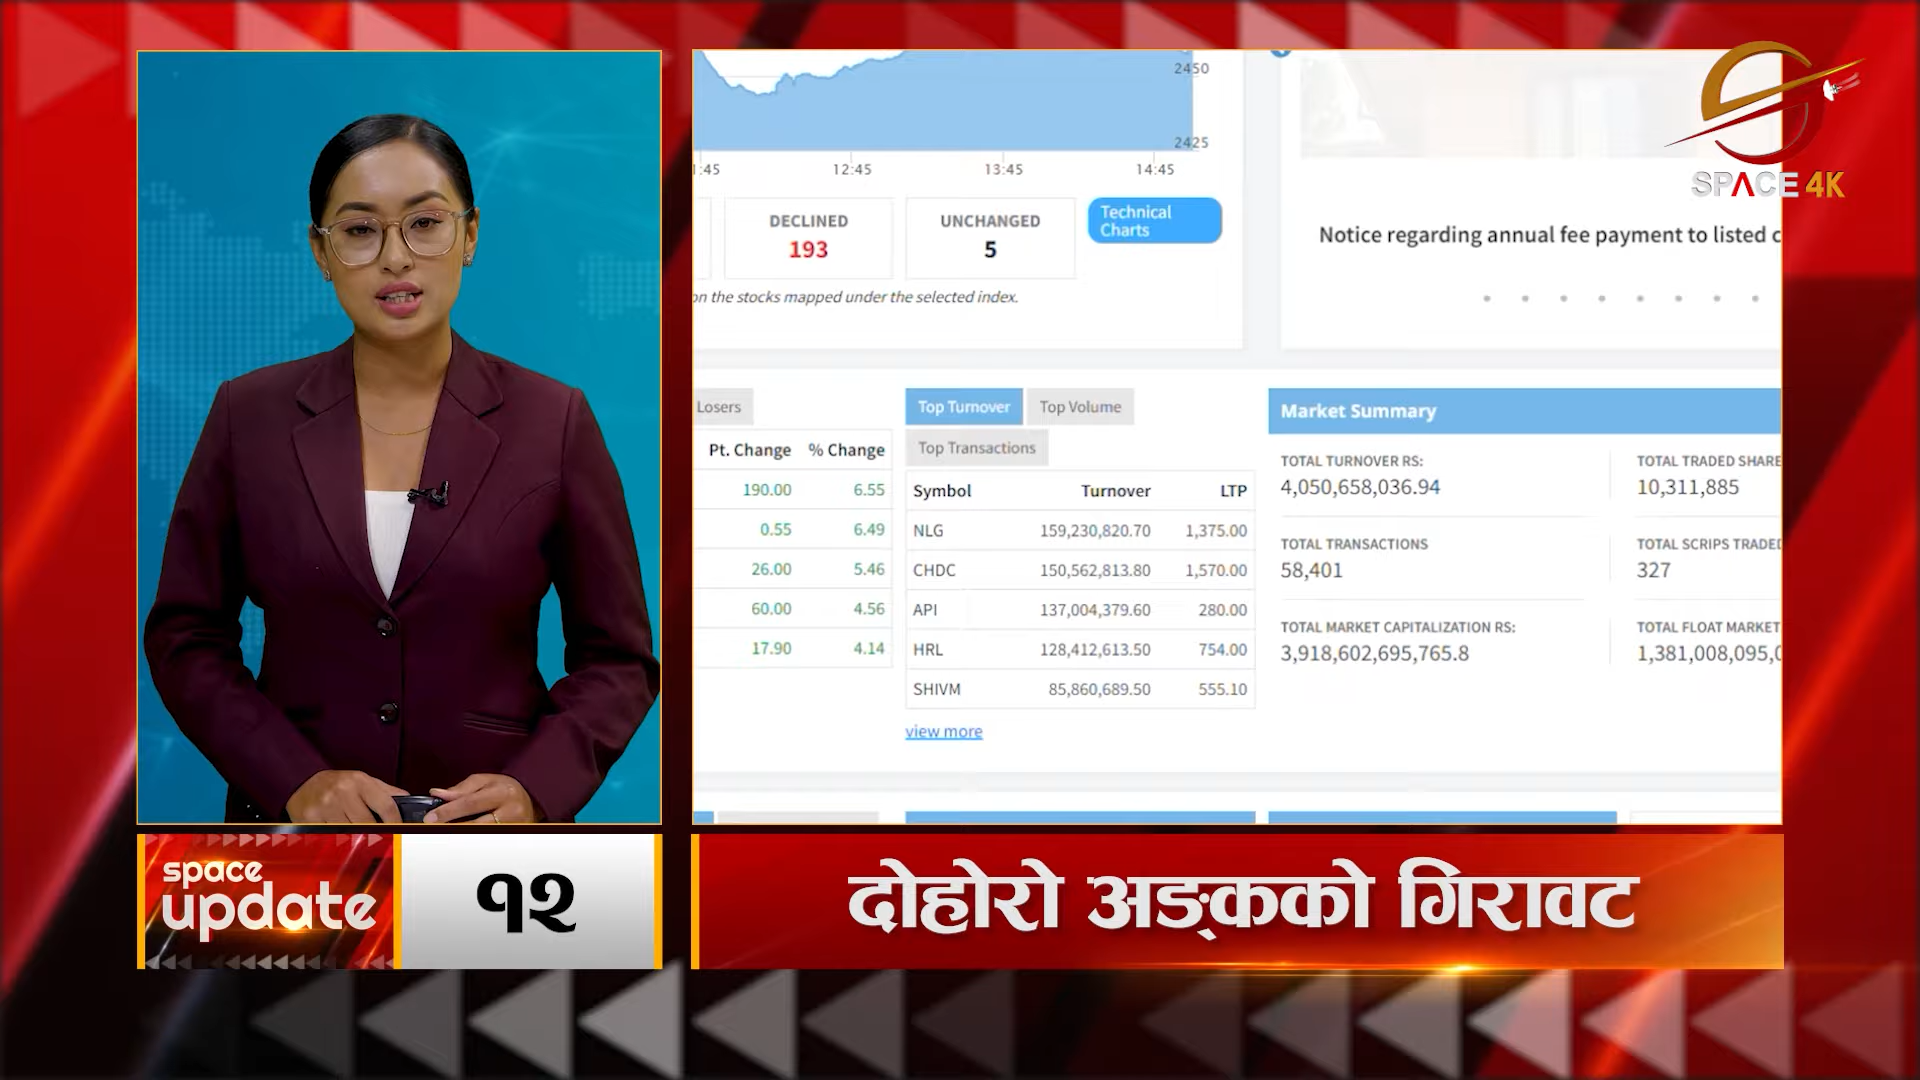 2450
2425
1:45 12:45 13:45 14:45
SPACE 4K
DECLINED
193
UNCHANGED
5
Technical
Charts
Notice regarding annual fee payment to listed c
on the stocks mapped under the selected index.
Losers
Pt. Change % Change
190.00 6.55
0.55 6.49
26.00 5.46
60.00 4.56
17.90 4.14
Top Turnover Top Volume
Top Transactions
Symbol Turnover LTP
NLG 159,230,820.70 1,375.00
CHDC 150,562,813.80 1,570.00
API 137,004,379.60 280.00
HRL 128,412,613.50 754.00
SHIVM 85,860,689.50 555.10
view more
Market Summary
TOTAL TURNOVER RS: TOTAL TRADED SHARE
4,050,658,036.94 10,311,885
TOTAL TRANSACTIONS TOTAL SCRIPS TRADED
58,401 327
TOTAL MARKET CAPITALIZATION RS: TOTAL FLOAT MARKET
3,918,602,695,765.8 1,381,008,095,0
space
update
१२
दोहोरो अङ्कको गिरावट